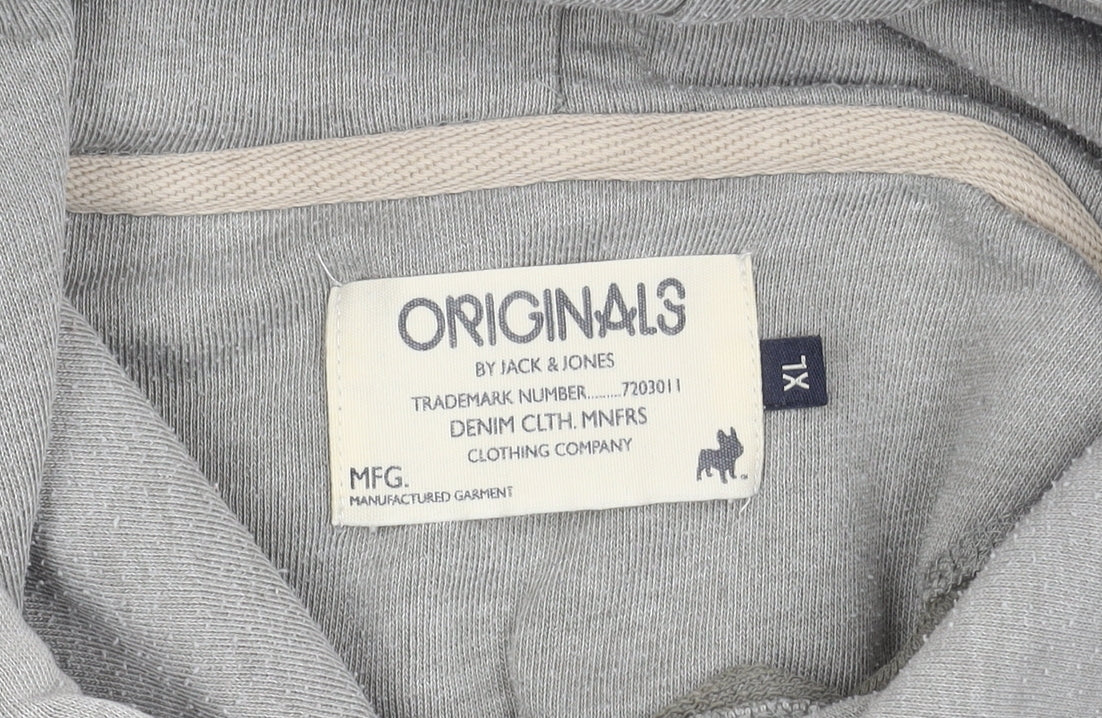 ORIGINALS
BY JACK & JONES
TRADEMARK NUMBER.........7203011
DENIM CLTH. MNFRS
CLOTHING COMPANY
MFG.
MANUFACTURED GARMENT
XL